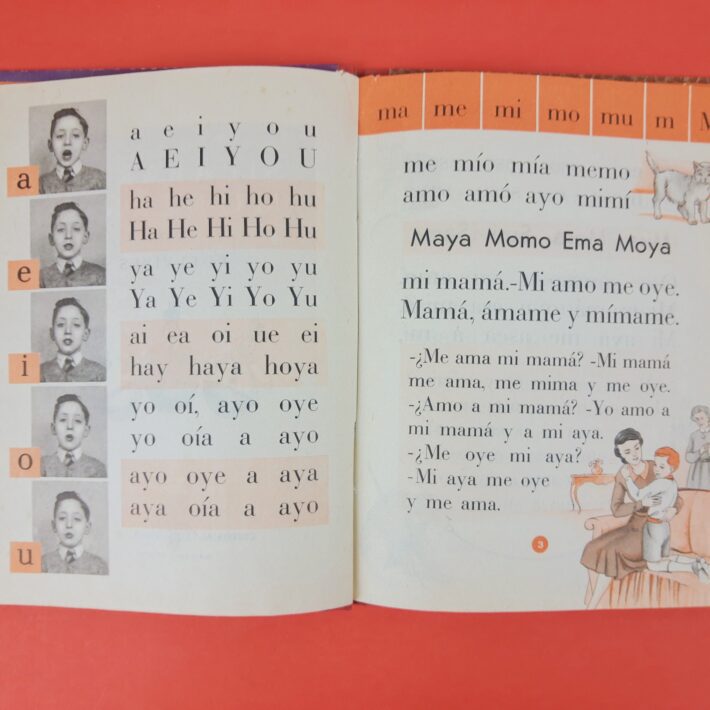 a
e
i
o
u
a e i y o u
A E I Y O U
ha he hi ho hu
Ha He Hi Ho Hu
ya ye yi yo yu
Ya Ye Yi Yo Yu
ai ea oi ue ei
hay haya hoya
yo oí, ayo oye
yo oía a ayo
ayo oye a aya
aya oía a ayo
ma me mi mo mu m M
me mío mía memo
amo amó ayo mimí
Maya Momo Ema Moya
mi mamá.-Mi amo me oye.
Mamá, ámame y mímame.
-¿Me ama mi mamá? -Mi mamá
me ama, me mima y me oye.
-¿Amo a mi mamá? -Yo amo a
mi mamá y a mi aya.
-¿Me oye mi aya?
-Mi aya me oye
y me ama.
3